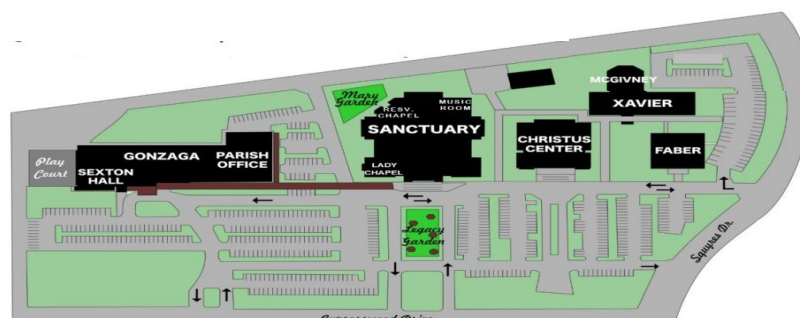 Mary
Garden
RESV.
CHAPEL
MUSIC
ROOM
SANCTUARY
LADY
CHAPEL
MCGIVNEY
XAVIER
CHRISTUS
CENTER
FABER
Play
Court
GONZAGA
PARISH
OFFICE
SEXTON
HALL
Legacy
Garden
Squyres Dr.